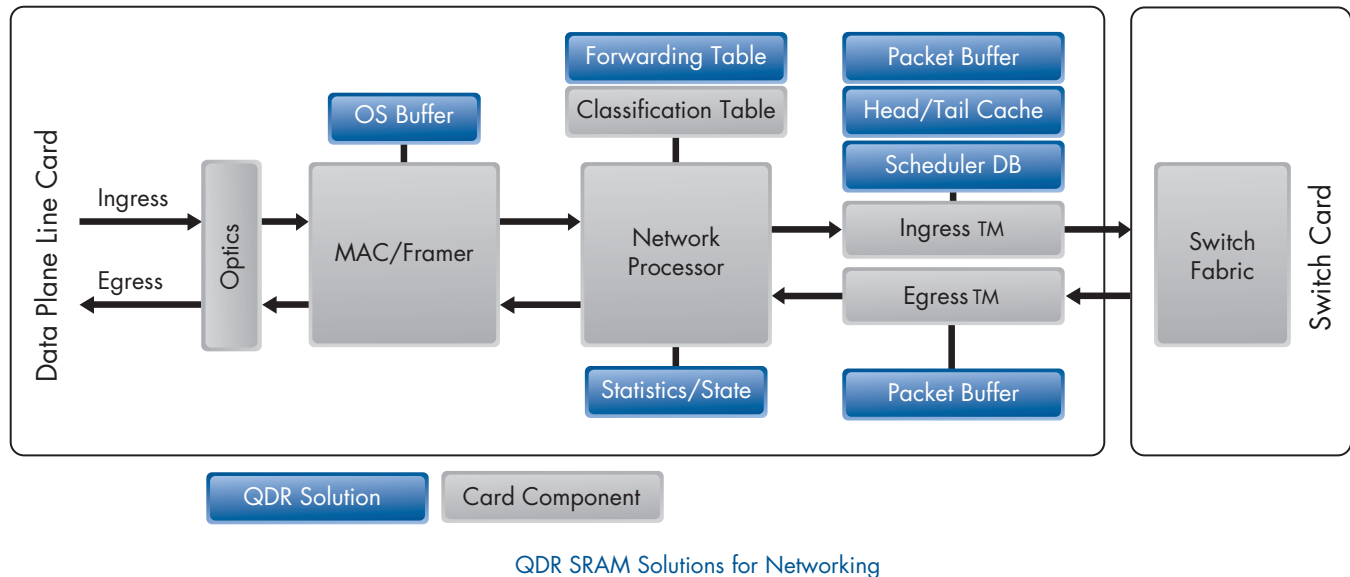 Data Plane Line Card
Ingress
Egress
Optics
OS Buffer
MAC/Framer
Forwarding Table
Classification Table
Network
Processor
Statistics/State
Packet Buffer
Head/Tail Cache
Scheduler DB
Ingress TM
Egress TM
Packet Buffer
Switch
Fabric
Switch Card
QDR Solution
Card Component
QDR SRAM Solutions for Networking